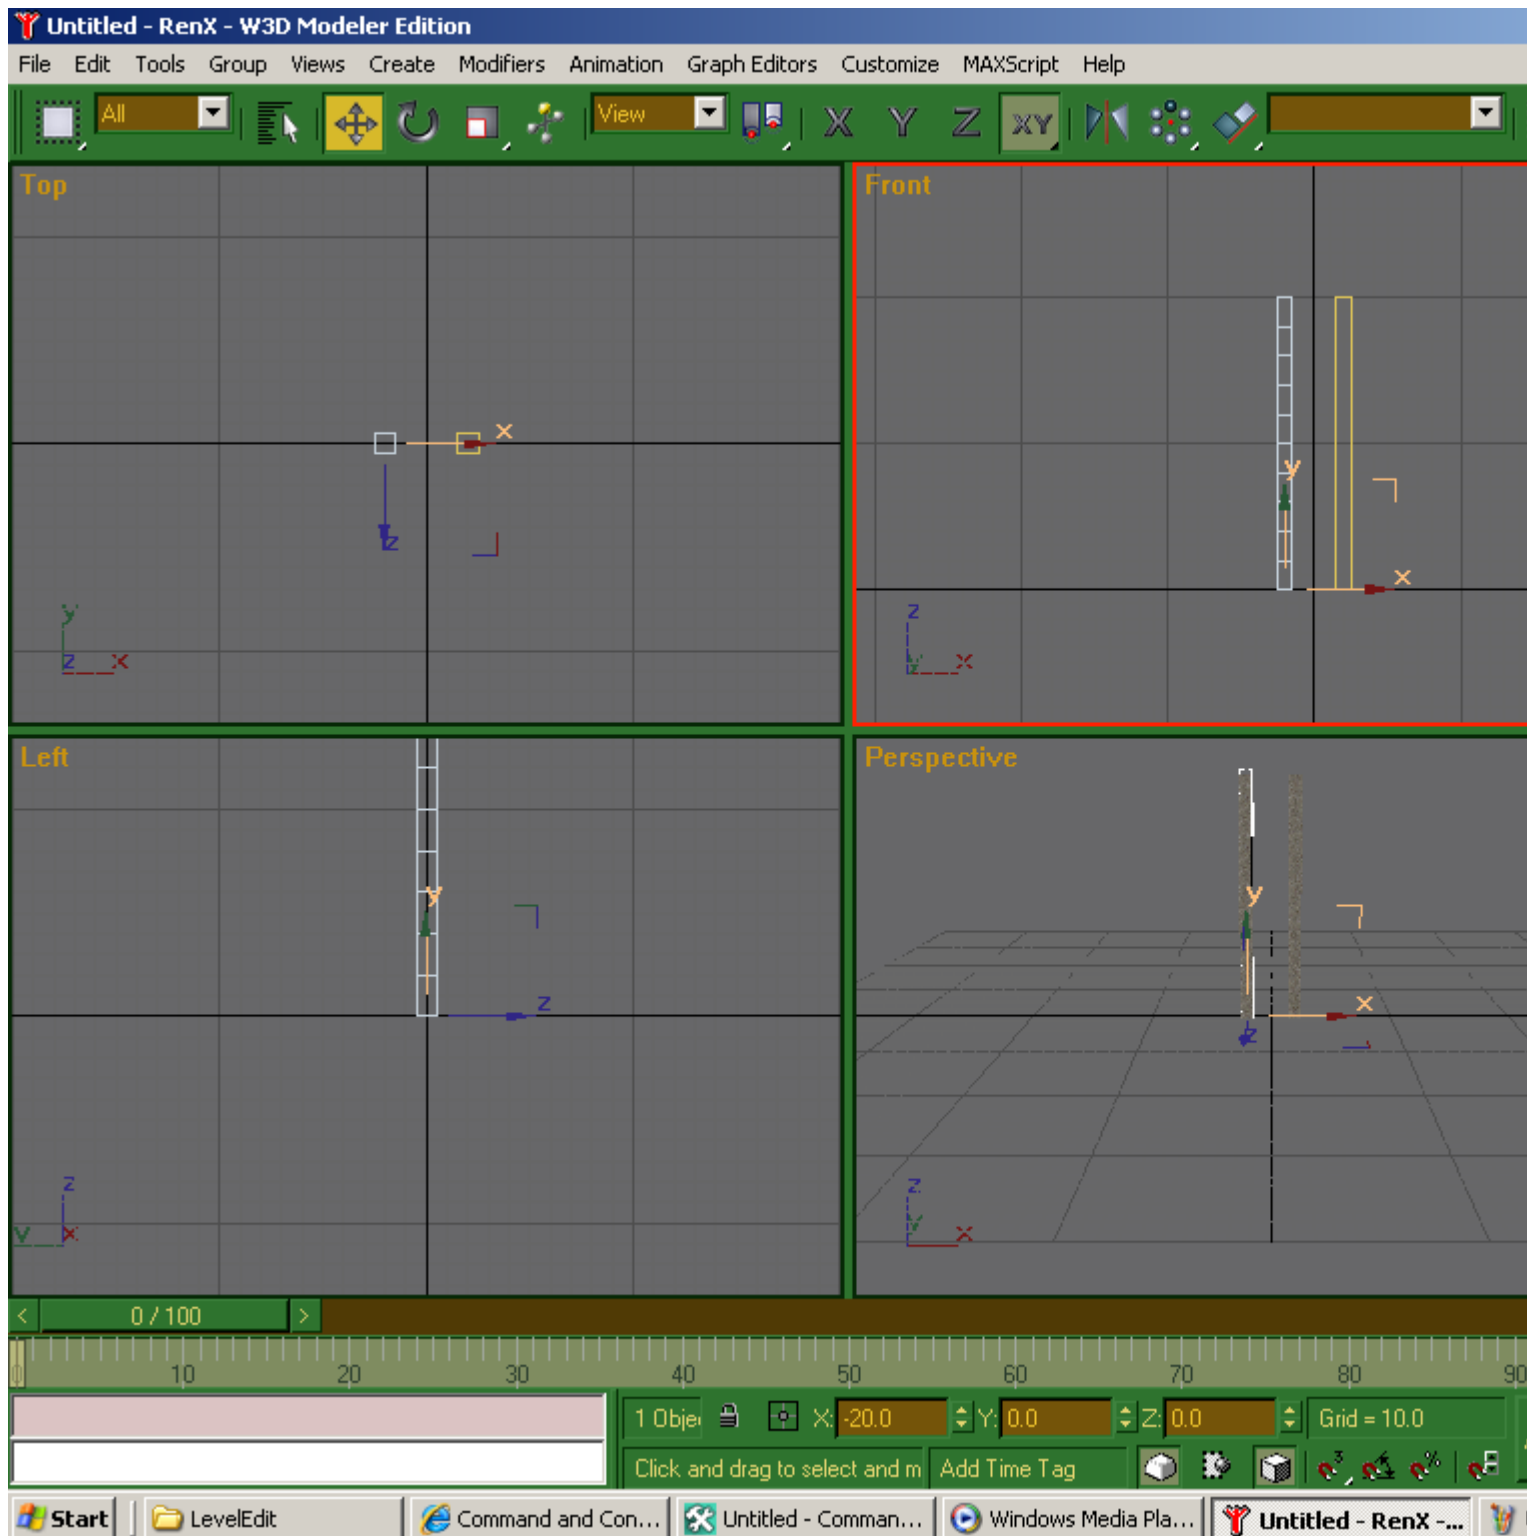 Untitled - RenX - W3D Modeler Edition
File Edit Tools Group Views Create Modifiers Animation Graph Editors Customize MAXScript Help
All View X Y Z XY
Top
x
z
y
z x
Front
y
x
z
y x
Left
y
z
z
y x
Perspective
y
x
z
z
y x
< 0 / 100 >
0 10 20 30 40 50 60 70 80 90
1 Obje X: -20.0 Y: 0.0 Z: 0.0 Grid = 10.0
Click and drag to select and m Add Time Tag 3 %
Start LevelEdit Command and Con... Untitled - Comman... Windows Media Pla... Untitled - RenX -...